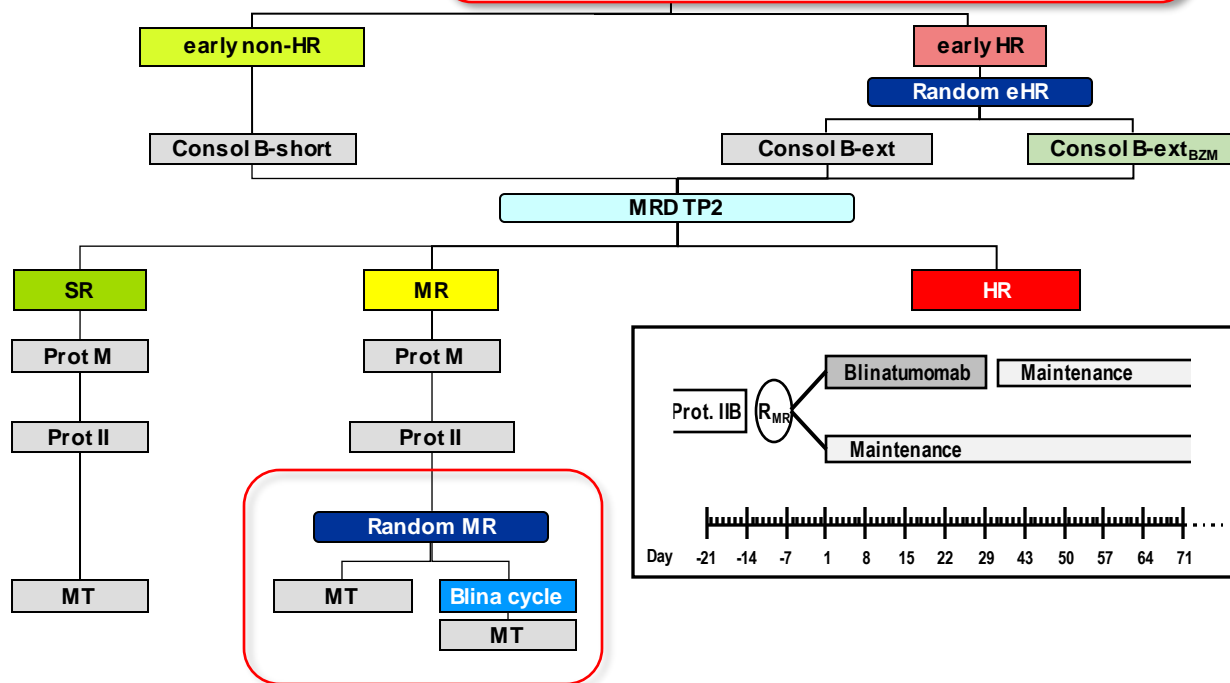 early non-HR
early HR
Random eHR
Consol B-short
Consol B-ext
Consol B-extBZM
MRD TP2
SR
MR
HR
Prot M
Prot M
Blinatumomab
Maintenance
Prot. IIB
RMR
Prot II
Prot II
Maintenance
Random MR
Day -21 -14 -7 1 8 15 22 29 43 50 57 64 71
MT
MT
Blina cycle
MT